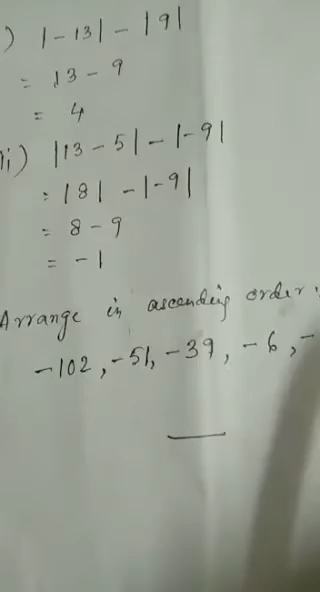 ) |-13| - |9|
= 13 - 9
= 4
ii) |13 - 5| - |-9|
= |8| - |-9|
= 8 - 9
= -1
Arrange in ascending order:
-102, -51, -39, -6, -